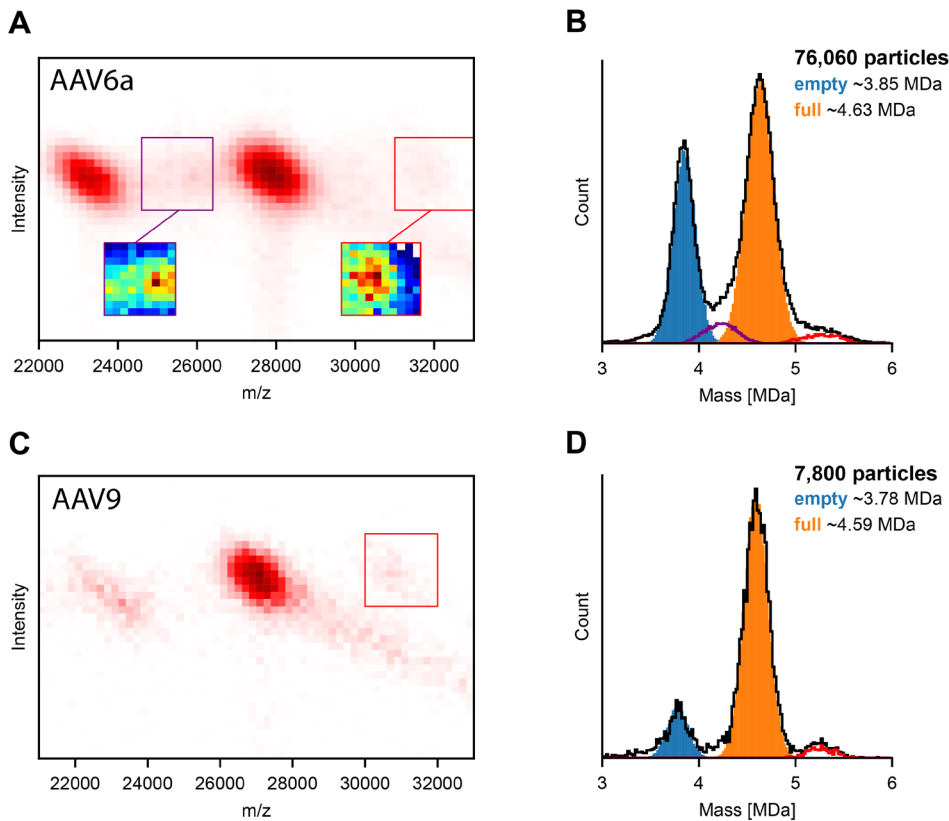 A
AAV6a
Intensity
22000 24000 26000 28000 30000 32000
m/z
B
76,060 particles
empty ~3.85 MDa
full ~4.63 MDa
Count
3 4 5 6
Mass [MDa]
C
AAV9
Intensity
22000 24000 26000 28000 30000 32000
m/z
D
7,800 particles
empty ~3.78 MDa
full ~4.59 MDa
Count
3 4 5 6
Mass [MDa]